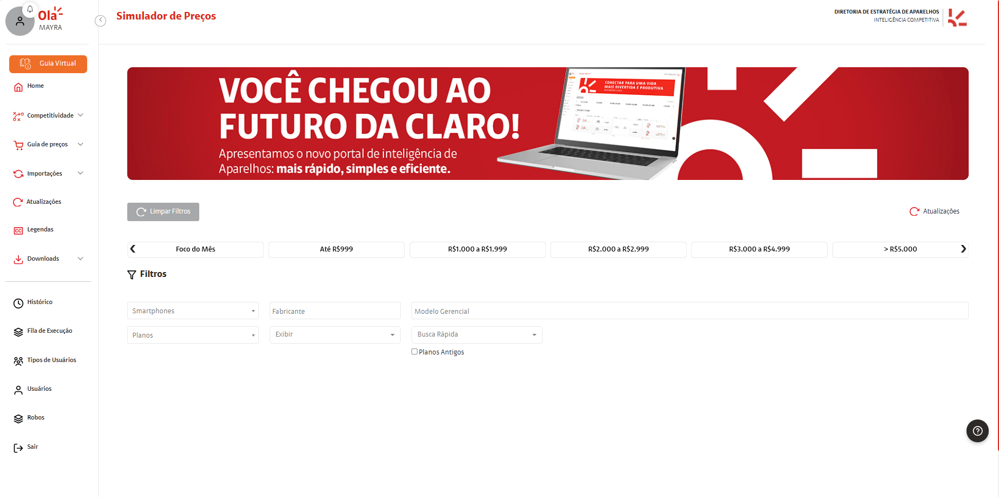 Olá
MAYRA
Simulador de Preços
DIRETORIA DE ESTRATÉGIA DE APARELHOS
INTELIGÊNCIA COMPETITIVA
Guia Virtual
Home
Competitividade
Guia de preços
Importações
Atualizações
Legendas
CC
Downloads
Histórico
Fila de Execução
Tipos de Usuários
Usuários
Robos
Sair
VOCÊ CHEGOU AO
FUTURO DA CLARO!
Apresentamos o novo portal de inteligência de
Aparelhos: mais rápido, simples e eficiente.
CONECTAR PARA UMA VIDA
MAIS DIVERTIDA E PRODUTIVA
Limpar Filtros
Atualizações
Foco do Mês
Até R$999
R$1.000 a R$1.999
R$2.000 a R$2.999
R$3.000 a R$4.999
> R$5.000
Filtros
Smartphones
Fabricante
Modelo Gerencial
Planos
Exibir
Busca Rápida
Planos Antigos